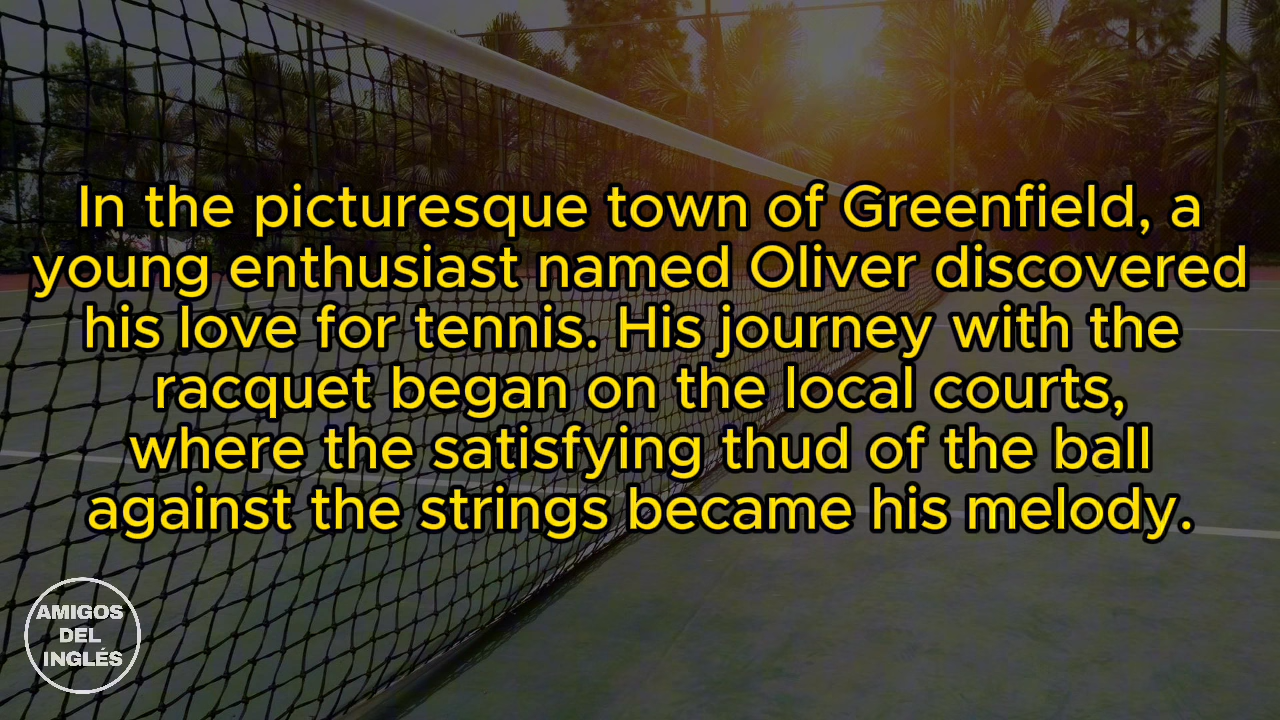 In the picturesque town of Greenfield, a
young enthusiast named Oliver discovered
his love for tennis. His journey with the
racquet began on the local courts,
where the satisfying thud of the ball
against the strings became his melody.
AMIGOS
DEL
INGLÉS